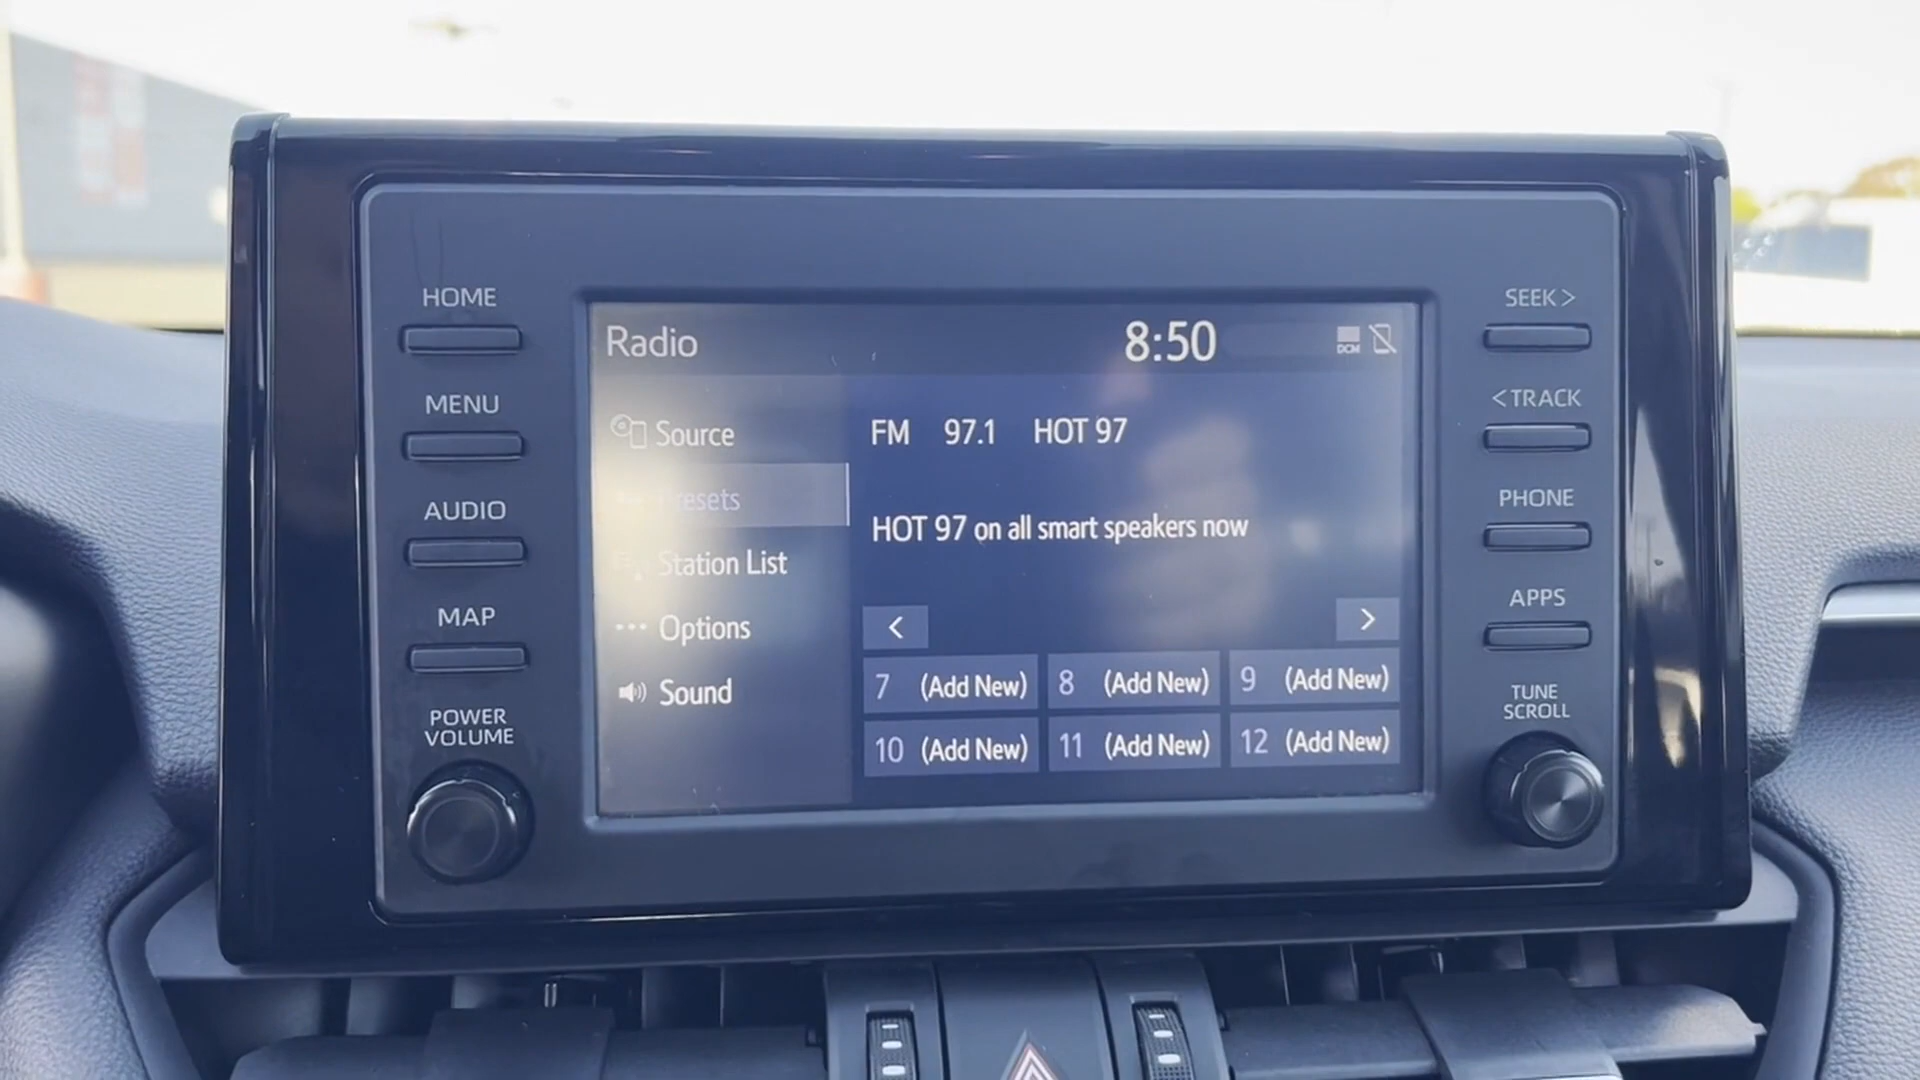 HOME
MENU
AUDIO
MAP
POWER
VOLUME
Radio
8:50
DCM
Source
Presets
Station List
Options
Sound
FM 97.1 HOT 97
HOT 97 on all smart speakers now
<
>
7 (Add New)
8 (Add New)
9 (Add New)
10 (Add New)
11 (Add New)
12 (Add New)
SEEK >
< TRACK
PHONE
APPS
TUNE
SCROLL